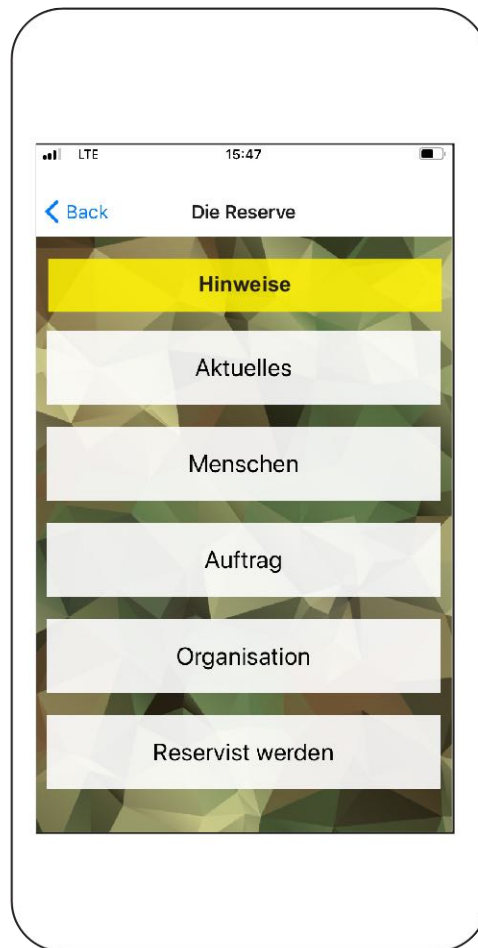 LTE 15:47
Back Die Reserve
Hinweise
Aktuelles
Menschen
Auftrag
Organisation
Reservist werden